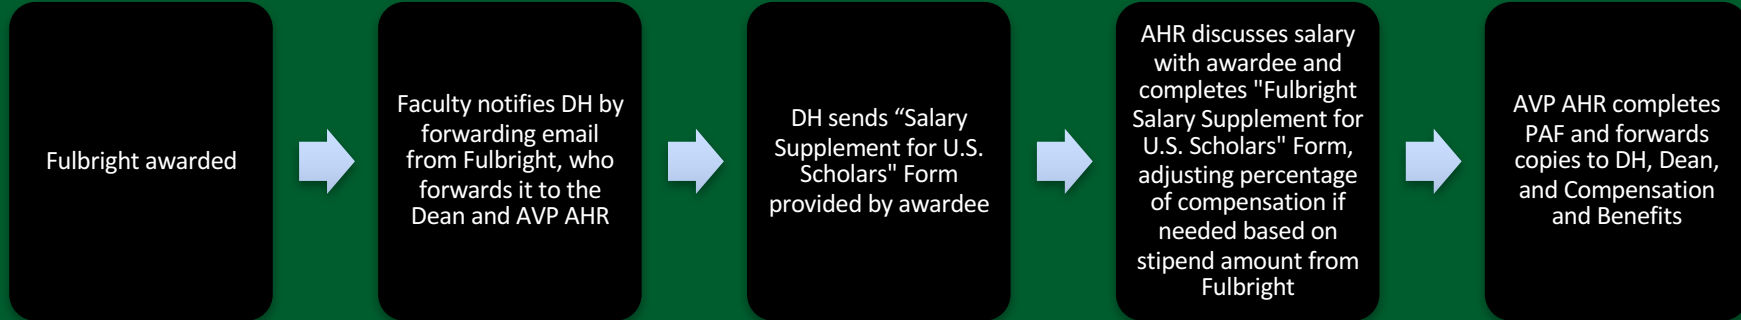 Fulbright awarded
Faculty notifies DH by
forwarding email
from Fulbright, who
forwards it to the
Dean and AVP AHR
DH sends “Salary
Supplement for U.S.
Scholars" Form
provided by awardee
AHR discusses salary
with awardee and
completes "Fulbright
Salary Supplement for
U.S. Scholars" Form,
adjusting percentage
of compensation if
needed based on
stipend amount from
Fulbright
AVP AHR completes
PAF and forwards
copies to DH, Dean,
and Compensation
and Benefits